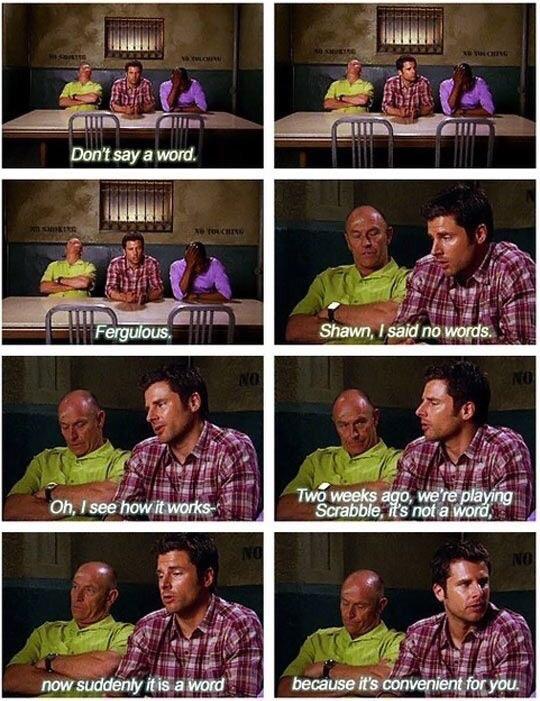 NO SMOKING
NO TOUCHING
Don't say a word.
NO SMOKING
NO TOUCHING
NO SMOKING
NO TOUCHING
Fergulous.
Shawn, I said no words.
NO
Oh, I see how it works-
NO
Two weeks ago, we're playing
Scrabble, it's not a word,
NO
now suddenly it is a word
NO
because it's convenient for you.